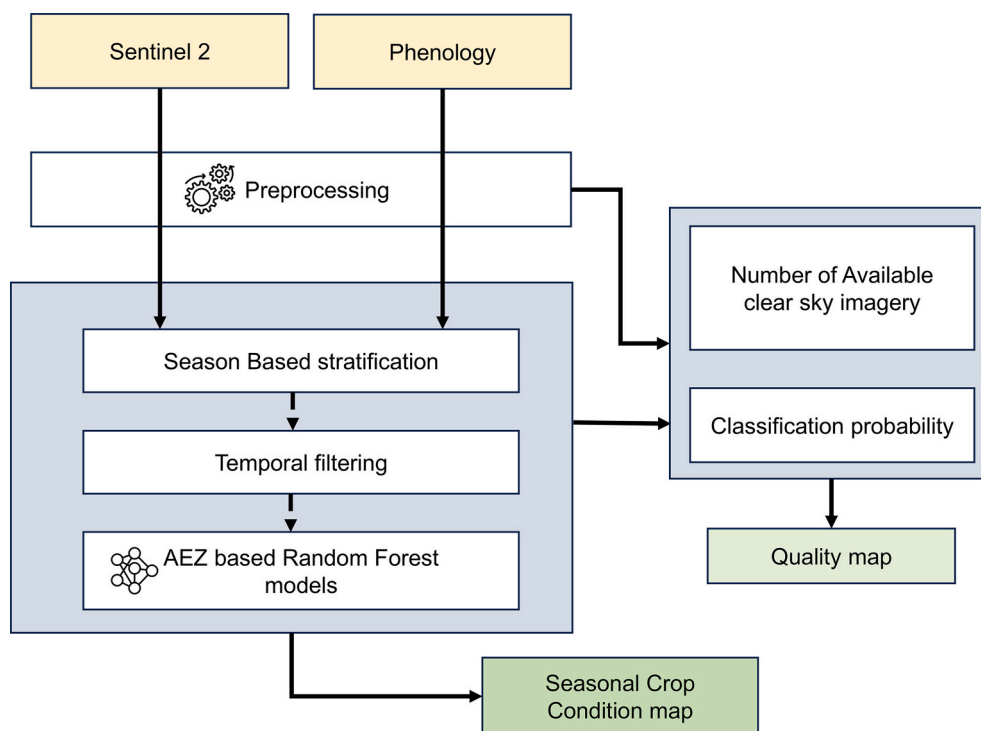 Sentinel 2
Phenology
Preprocessing
Number of Available
clear sky imagery
Season Based stratification
Classification probability
Temporal filtering
AEZ based Random Forest
models
Quality map
Seasonal Crop
Condition map